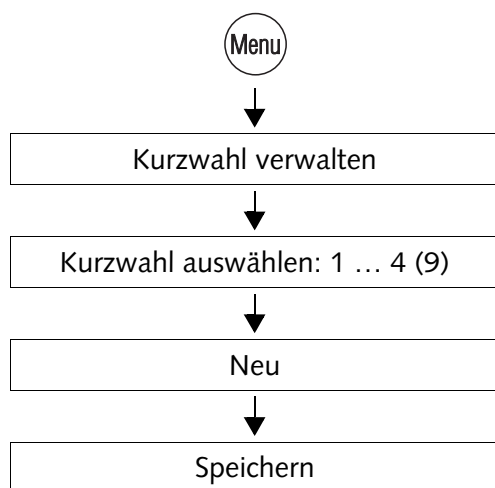 Menu
Kurzwahl verwalten
Kurzwahl auswählen: 1 … 4 (9)
Neu
Speichern